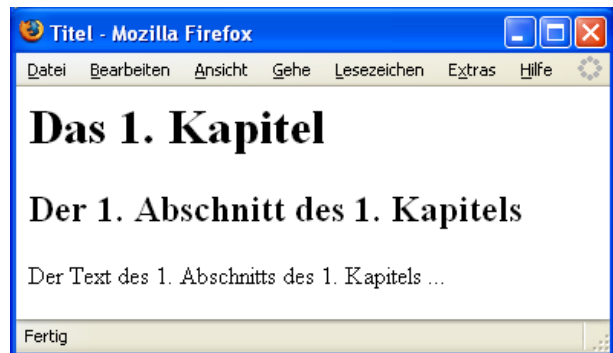 Titel - Mozilla Firefox
Datei Bearbeiten Ansicht Gehe Lesezeichen Extras Hilfe
Das 1. Kapitel
Der 1. Abschnitt des 1. Kapitels
Der Text des 1. Abschnitts des 1. Kapitels ...
Fertig